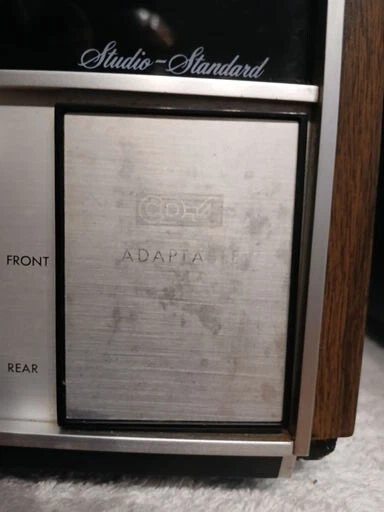 Studio-Standard
CD-4
ADAPTABLE
FRONT
REAR